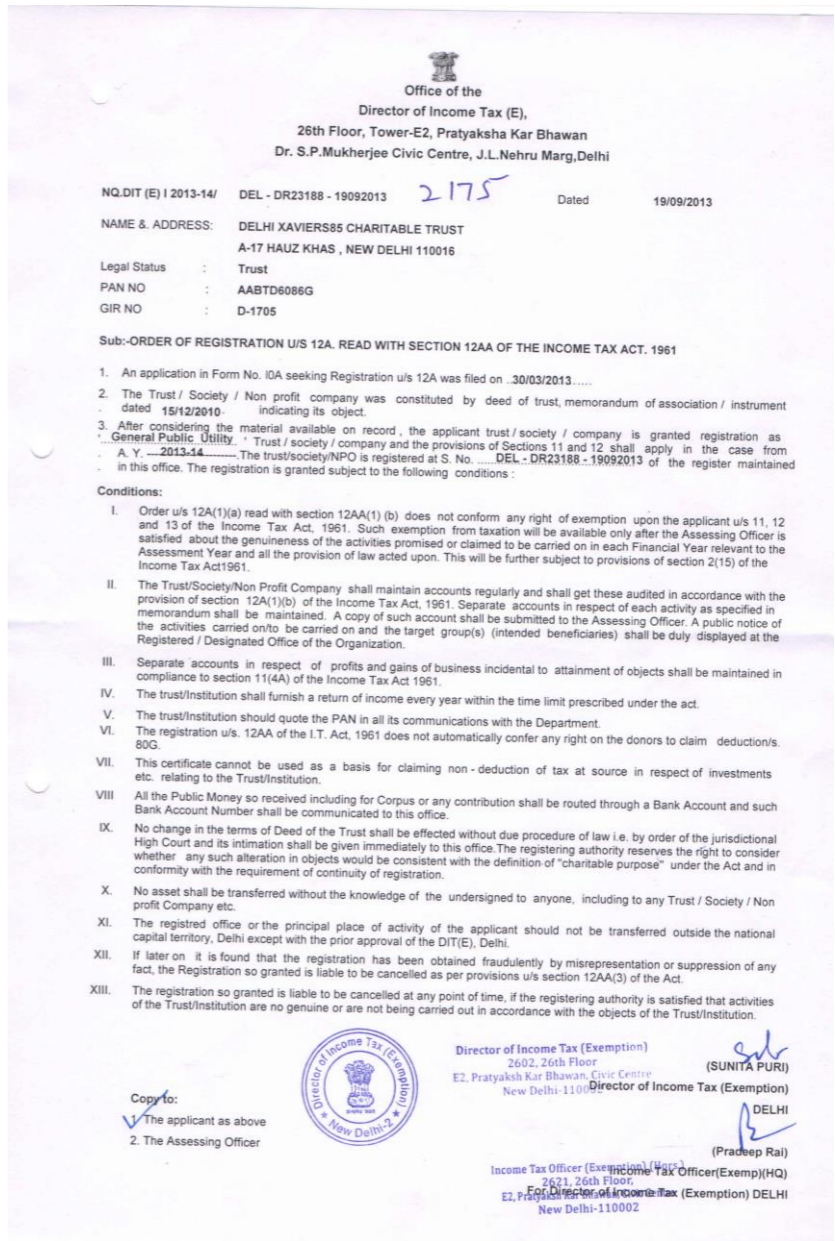 Office of the
Director of Income Tax (E),
26th Floor, Tower-E2, Pratyaksha Kar Bhawan
Dr. S.P.Mukherjee Civic Centre, J.L.Nehru Marg,Delhi
NQ.DIT (E) I 2013-14/ DEL - DR23188 - 19092013 2175 Dated 19/09/2013
NAME &. ADDRESS: DELHI XAVIERS85 CHARITABLE TRUST
A-17 HAUZ KHAS , NEW DELHI 110016
Legal Status : Trust
PAN NO : AABTD6086G
GIR NO : D-1705
Sub:-ORDER OF REGISTRATION U/S 12A. READ WITH SECTION 12AA OF THE INCOME TAX ACT. 1961
1. An application in Form No. I0A seeking Registration u/s 12A was filed on ..30/03/2013.....
2. The Trust / Society / Non profit company was constituted by deed of trust, memorandum of association / instrument
. dated 15/12/2010. indicating its object.
3. After considering the material available on record , the applicant trust / society / company is granted registration as
' General Public Utility ' Trust / society / company and the provisions of Sections 11 and 12 shall apply in the case from
. A. Y. ---2013-14--------.The trust/society/NPO is registered at S. No. .....DEL - DR23188 - 19092013 of the register maintained
. in this office. The registration is granted subject to the following conditions :
Conditions:
I. Order u/s 12A(1)(a) read with section 12AA(1) (b) does not conform any right of exemption upon the applicant u/s 11, 12
and 13 of the Income Tax Act, 1961. Such exemption from taxation will be available only after the Assessing Officer is
satisfied about the genuineness of the activities promised or claimed to be carried on in each Financial Year relevant to the
Assessment Year and all the provision of law acted upon. This will be further subject to provisions of section 2(15) of the
Income Tax Act1961.
II. The Trust/Society/Non Profit Company shall maintain accounts regularly and shall get these audited in accordance with the
provision of section 12A(1)(b) of the Income Tax Act, 1961. Separate accounts in respect of each activity as specified in
memorandum shall be maintained. A copy of such account shall be submitted to the Assessing Officer. A public notice of
the activities carried on/to be carried on and the target group(s) (intended beneficiaries) shall be duly displayed at the
Registered / Designated Office of the Organization.
III. Separate accounts in respect of profits and gains of business incidental to attainment of objects shall be maintained in
compliance to section 11(4A) of the Income Tax Act 1961.
IV. The trust/Institution shall furnish a return of income every year within the time limit prescribed under the act.
V. The trust/Institution should quote the PAN in all its communications with the Department.
VI. The registration u/s. 12AA of the I.T. Act, 1961 does not automatically confer any right on the donors to claim deduction/s.
80G.
VII. This certificate cannot be used as a basis for claiming non - deduction of tax at source in respect of investments
etc. relating to the Trust/Institution.
VIII All the Public Money so received including for Corpus or any contribution shall be routed through a Bank Account and such
Bank Account Number shall be communicated to this office.
IX. No change in the terms of Deed of the Trust shall be effected without due procedure of law i.e. by order of the jurisdictional
High Court and its intimation shall be given immediately to this office.The registering authority reserves the right to consider
whether any such alteration in objects would be consistent with the definition of "charitable purpose" under the Act and in
conformity with the requirement of continuity of registration.
X. No asset shall be transferred without the knowledge of the undersigned to anyone, including to any Trust / Society / Non
profit Company etc.
XI. The registred office or the principal place of activity of the applicant should not be transferred outside the national
capital territory, Delhi except with the prior approval of the DIT(E), Delhi.
XII. If later on it is found that the registration has been obtained fraudulently by misrepresentation or suppression of any
fact, the Registration so granted is liable to be cancelled as per provisions u/s section 12AA(3) of the Act.
XIII. The registration so granted is liable to be cancelled at any point of time, if the registering authority is satisfied that activities
of the Trust/Institution are no genuine or are not being carried out in accordance with the objects of the Trust/Institution.
Director of Income Tax (Exemption)
★ New Delhi-2 ★
Director of Income Tax (Exemption)
2602, 26th Floor
E2, Pratyaksh Kar Bhawan, Civic Centre
New Delhi-110002
(SUNITA PURI)
Director of Income Tax (Exemption)
DELHI
Copy to:
1. The applicant as above
2. The Assessing Officer
(Pradeep Rai)
Income Tax Officer(Exemp)(HQ)
For Director of Income Tax (Exemption) DELHI
Income Tax Officer (Exemption) (Hqrs.)
2621, 26th Floor,
E2, Pratyaksh Kar Bhawan,
New Delhi-110002